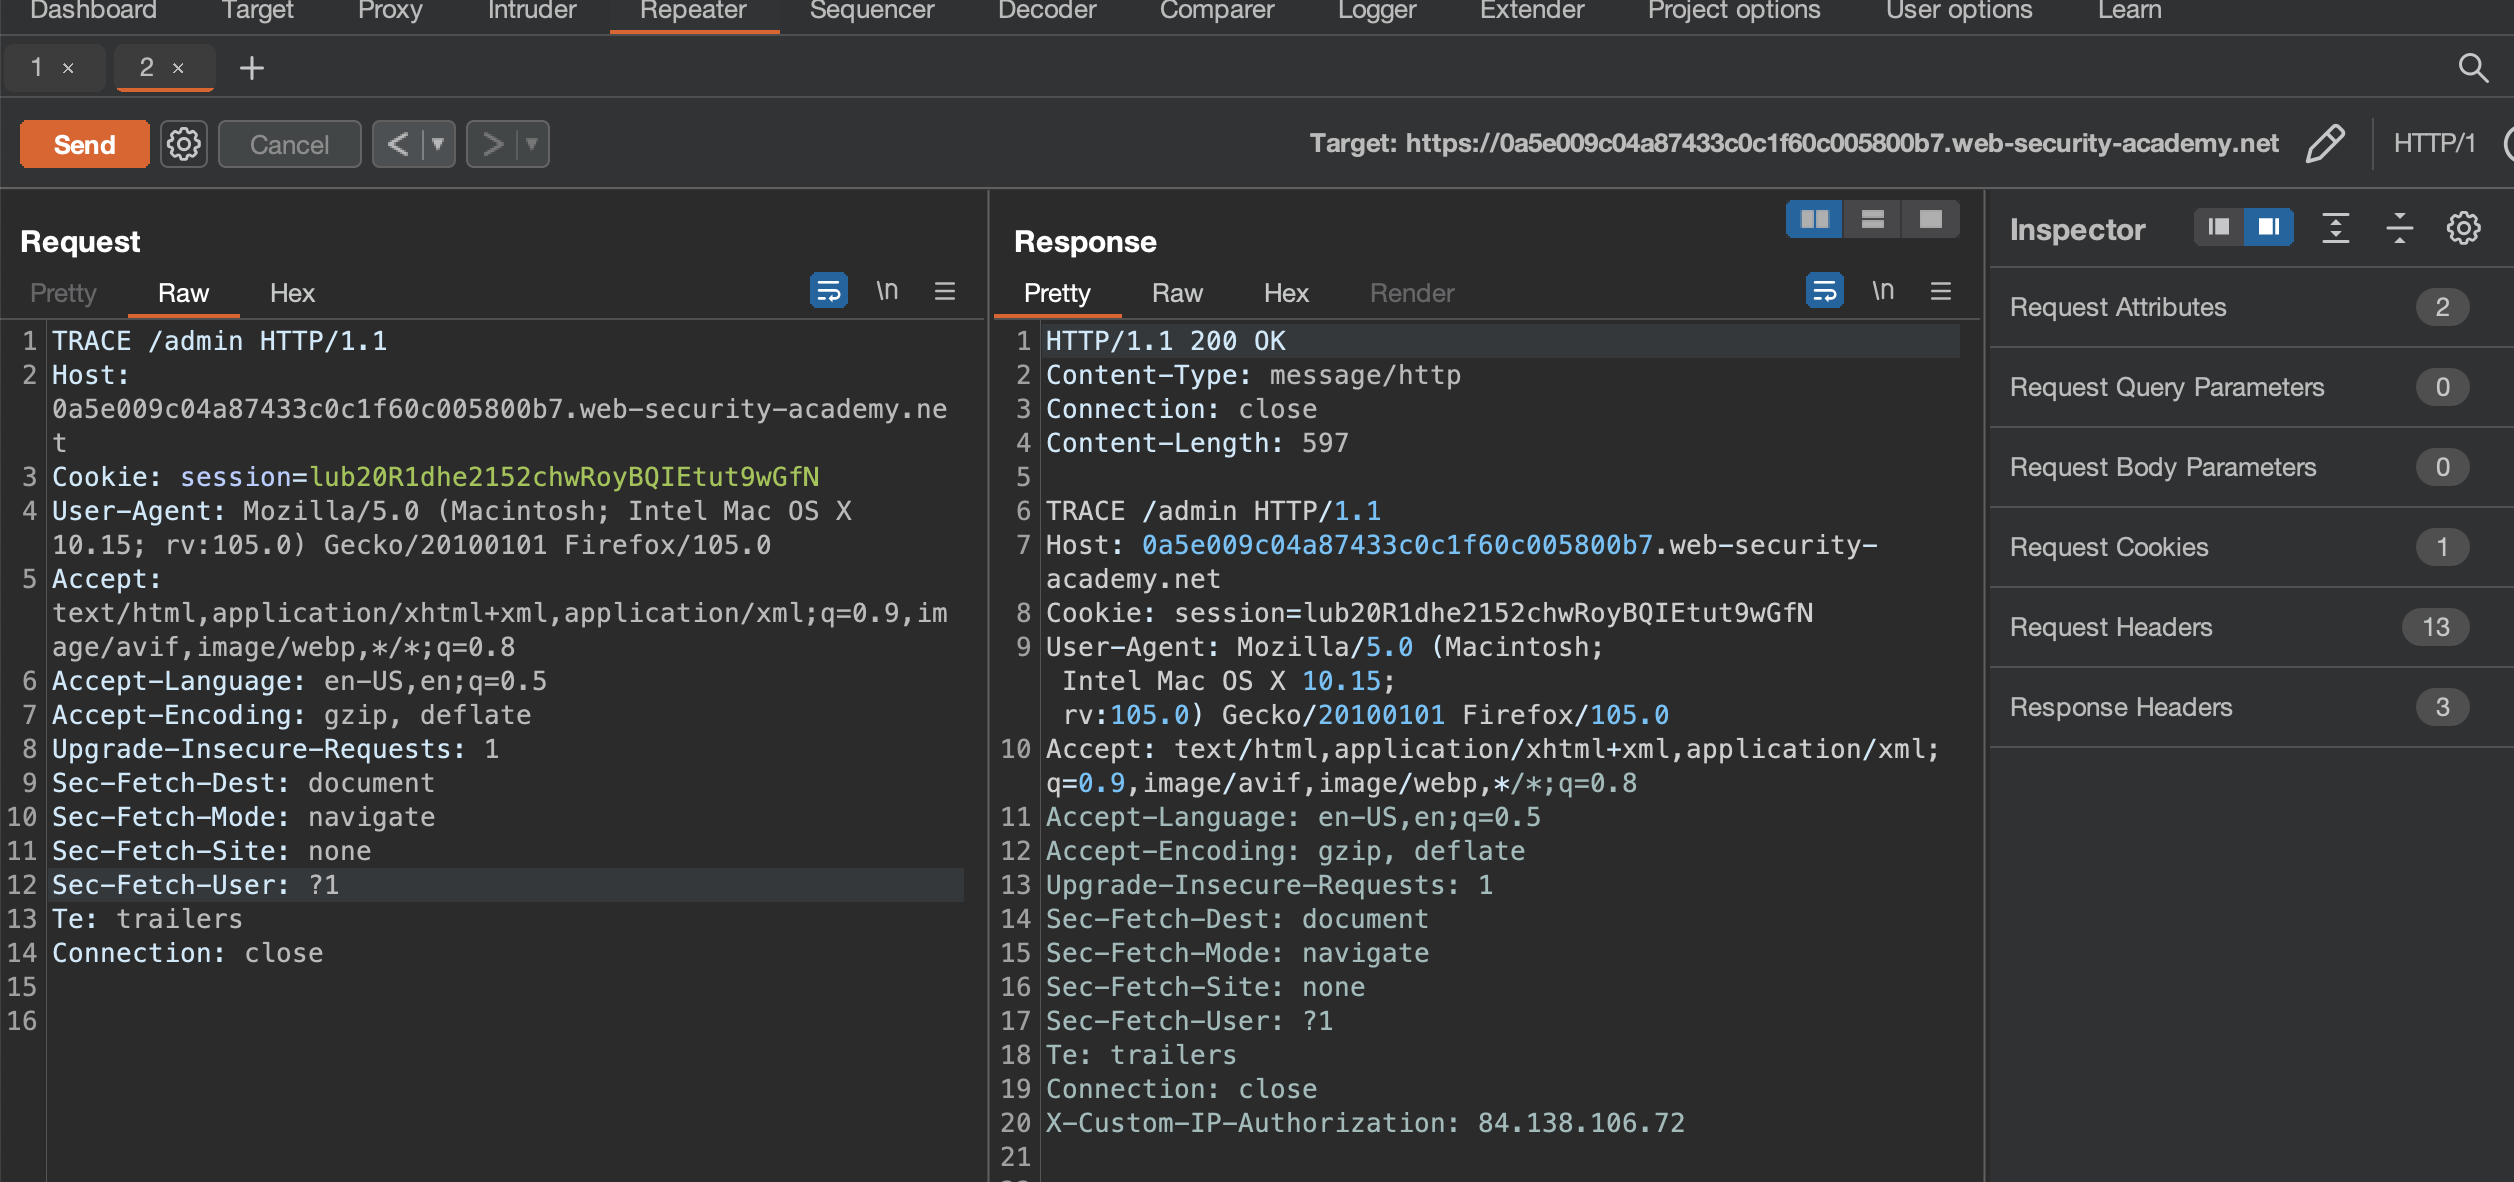 Dashboard Target Proxy Intruder Repeater Sequencer Decoder Comparer Logger Extender Project options User options Learn
1 × 2 × +
Send Cancel < > Target: https://0a5e009c04a87433c0c1f60c005800b7.web-security-academy.net HTTP/1
Request
Pretty Raw Hex \n
1 TRACE /admin HTTP/1.1
2 Host:
0a5e009c04a87433c0c1f60c005800b7.web-security-academy.ne
t
3 Cookie: session=lub20R1dhe2152chwRoyBQIEtut9wGfN
4 User-Agent: Mozilla/5.0 (Macintosh; Intel Mac OS X
10.15; rv:105.0) Gecko/20100101 Firefox/105.0
5 Accept:
text/html,application/xhtml+xml,application/xml;q=0.9,im
age/avif,image/webp,*/*;q=0.8
6 Accept-Language: en-US,en;q=0.5
7 Accept-Encoding: gzip, deflate
8 Upgrade-Insecure-Requests: 1
9 Sec-Fetch-Dest: document
10 Sec-Fetch-Mode: navigate
11 Sec-Fetch-Site: none
12 Sec-Fetch-User: ?1
13 Te: trailers
14 Connection: close
15
16
Response
Pretty Raw Hex Render \n
1 HTTP/1.1 200 OK
2 Content-Type: message/http
3 Connection: close
4 Content-Length: 597
5
6 TRACE /admin HTTP/1.1
7 Host: 0a5e009c04a87433c0c1f60c005800b7.web-security-
academy.net
8 Cookie: session=lub20R1dhe2152chwRoyBQIEtut9wGfN
9 User-Agent: Mozilla/5.0 (Macintosh;
Intel Mac OS X 10.15;
rv:105.0) Gecko/20100101 Firefox/105.0
10 Accept: text/html,application/xhtml+xml,application/xml;
q=0.9,image/avif,image/webp,*/*;q=0.8
11 Accept-Language: en-US,en;q=0.5
12 Accept-Encoding: gzip, deflate
13 Upgrade-Insecure-Requests: 1
14 Sec-Fetch-Dest: document
15 Sec-Fetch-Mode: navigate
16 Sec-Fetch-Site: none
17 Sec-Fetch-User: ?1
18 Te: trailers
19 Connection: close
20 X-Custom-IP-Authorization: 84.138.106.72
21
Inspector
Request Attributes 2
Request Query Parameters 0
Request Body Parameters 0
Request Cookies 1
Request Headers 13
Response Headers 3